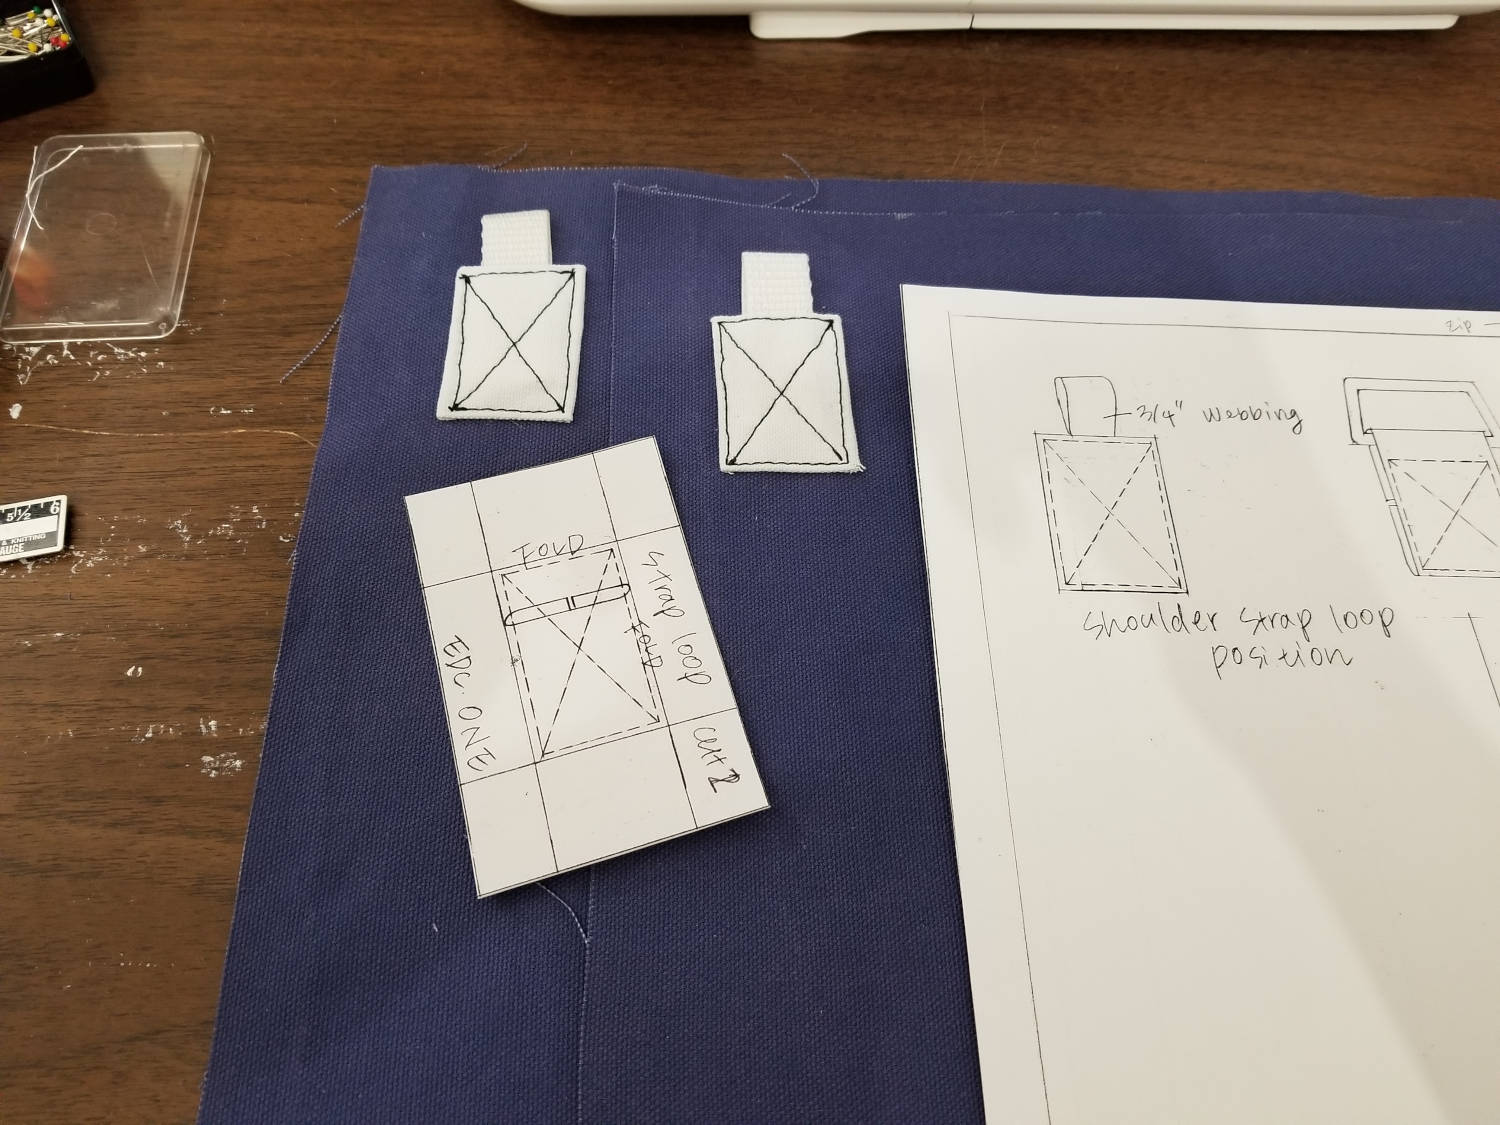 zip
3/4" webbing
shoulder strap loop
position
FOLD
FOLD
strap loop
cut 2
EDC. ONE
5 1/2 6
& KNITTING
AUGE